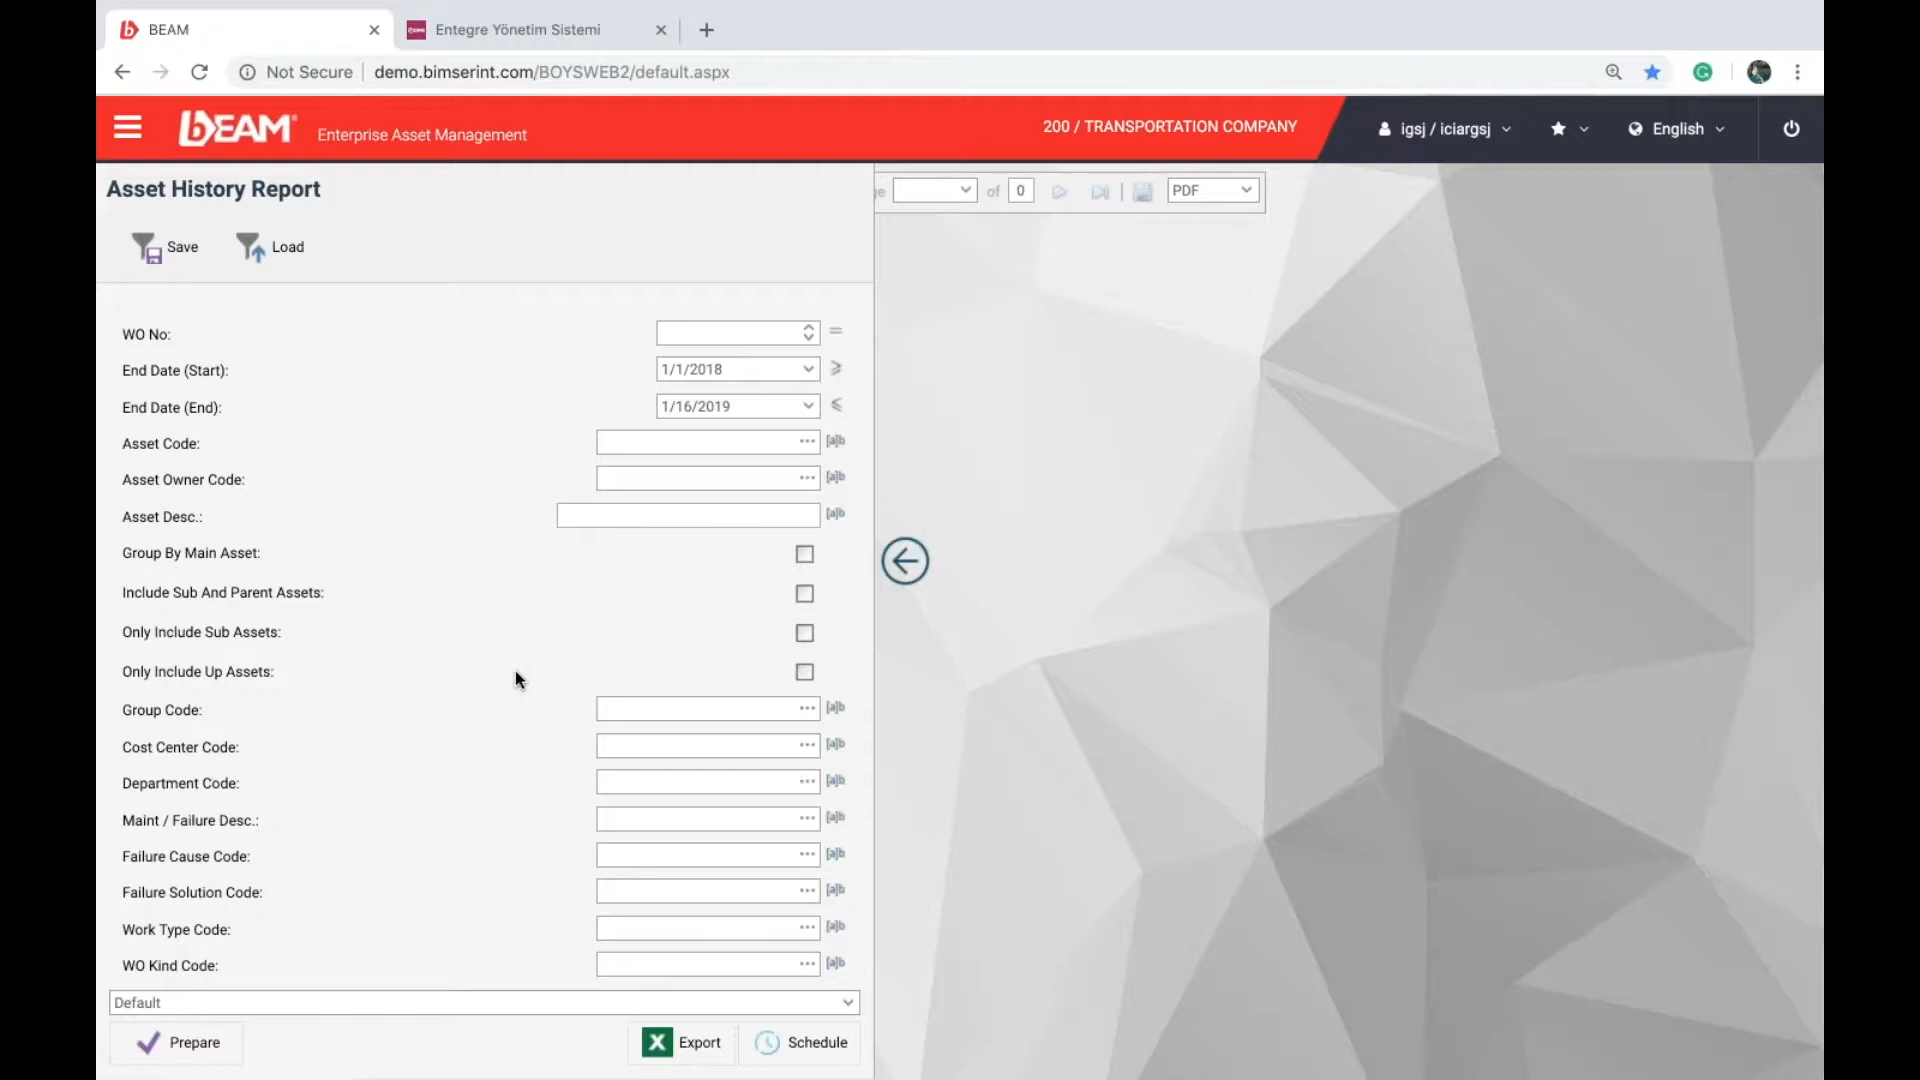 BEAM
Entegre Yönetim Sistemi
Not Secure
demo.bimserint.com/BOYSWEB2/default.aspx
bEAM
Enterprise Asset Management
200 / TRANSPORTATION COMPANY
igsj / iciargsj
English
Asset History Report
of 0
PDF
Save
Load
WO No:
End Date (Start): 1/1/2018
End Date (End): 1/16/2019
Asset Code: [a]b
Asset Owner Code: [a]b
Asset Desc.: [a]b
Group By Main Asset:
Include Sub And Parent Assets:
Only Include Sub Assets:
Only Include Up Assets:
Group Code: [a]b
Cost Center Code: [a]b
Department Code: [a]b
Maint / Failure Desc.: [a]b
Failure Cause Code: [a]b
Failure Solution Code: [a]b
Work Type Code: [a]b
WO Kind Code: [a]b
Default
Prepare
Export
Schedule